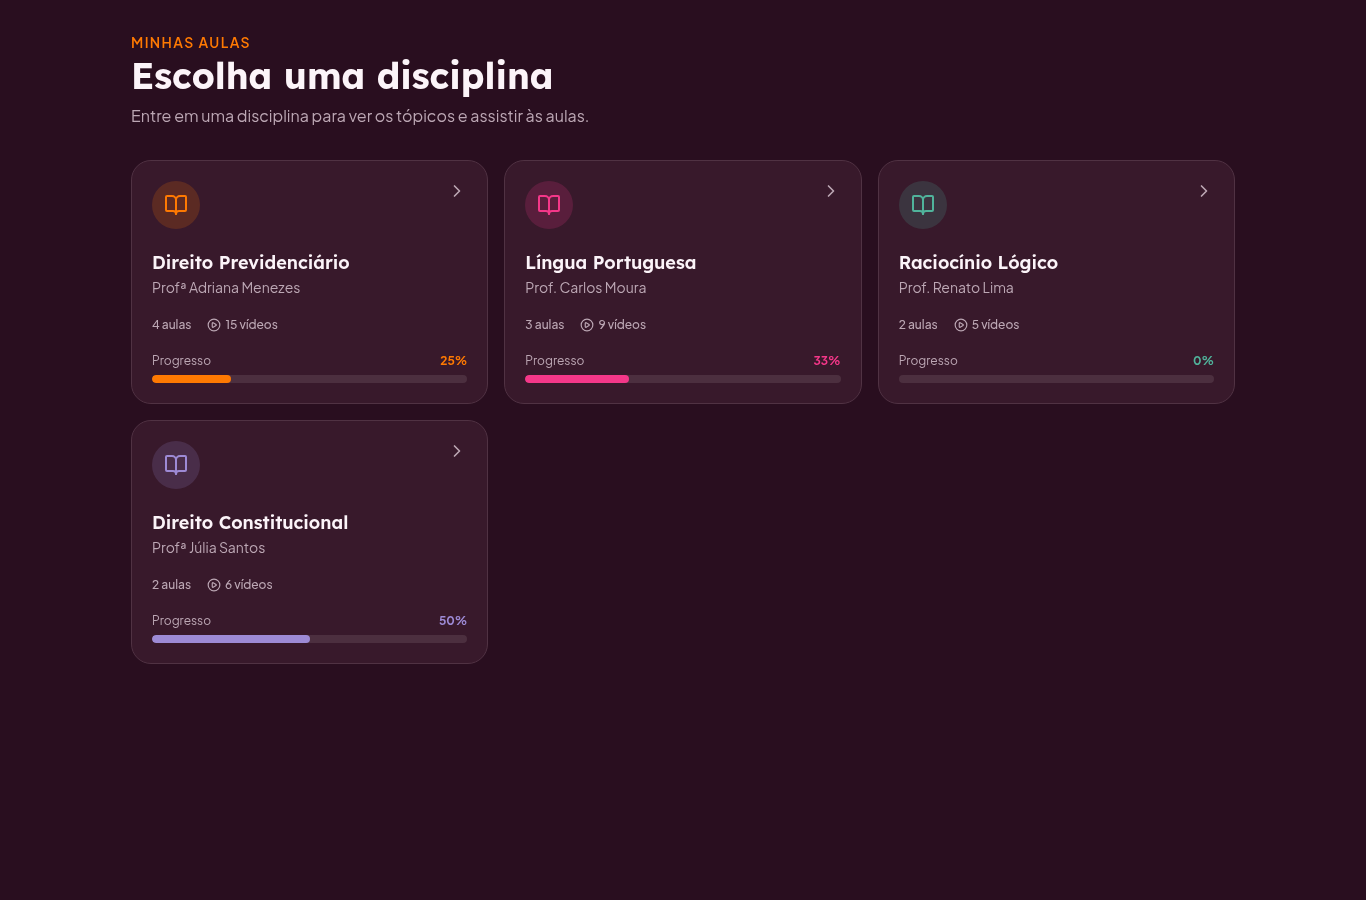 MINHAS AULAS
Escolha uma disciplina
Entre em uma disciplina para ver os tópicos e assistir às aulas.
Direito Previdenciário
Profª Adriana Menezes
4 aulas 15 vídeos
Progresso 25%
Língua Portuguesa
Prof. Carlos Moura
3 aulas 9 vídeos
Progresso 33%
Raciocínio Lógico
Prof. Renato Lima
2 aulas 5 vídeos
Progresso 0%
Direito Constitucional
Profª Júlia Santos
2 aulas 6 vídeos
Progresso 50%